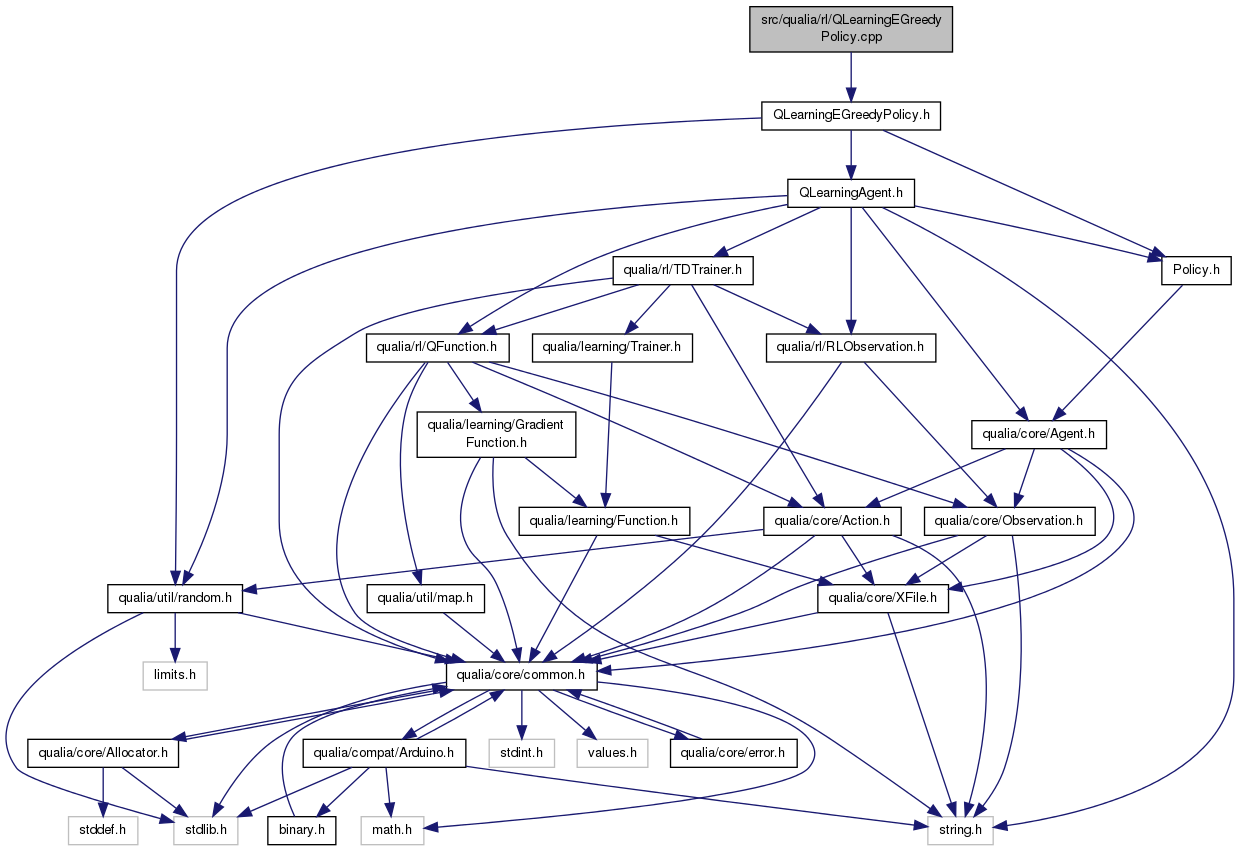 src/qualia/rl/QLearningEGreedy
Policy.cpp
QLearningEGreedyPolicy.h
QLearningAgent.h
qualia/rl/TDTrainer.h
Policy.h
qualia/rl/QFunction.h
qualia/learning/Trainer.h
qualia/rl/RLObservation.h
qualia/learning/Gradient
Function.h
qualia/core/Agent.h
qualia/learning/Function.h
qualia/core/Action.h
qualia/core/Observation.h
qualia/util/random.h
qualia/util/map.h
qualia/core/XFile.h
limits.h
qualia/core/common.h
qualia/core/Allocator.h
qualia/compat/Arduino.h
stdint.h
values.h
qualia/core/error.h
stddef.h
stdlib.h
binary.h
math.h
string.h